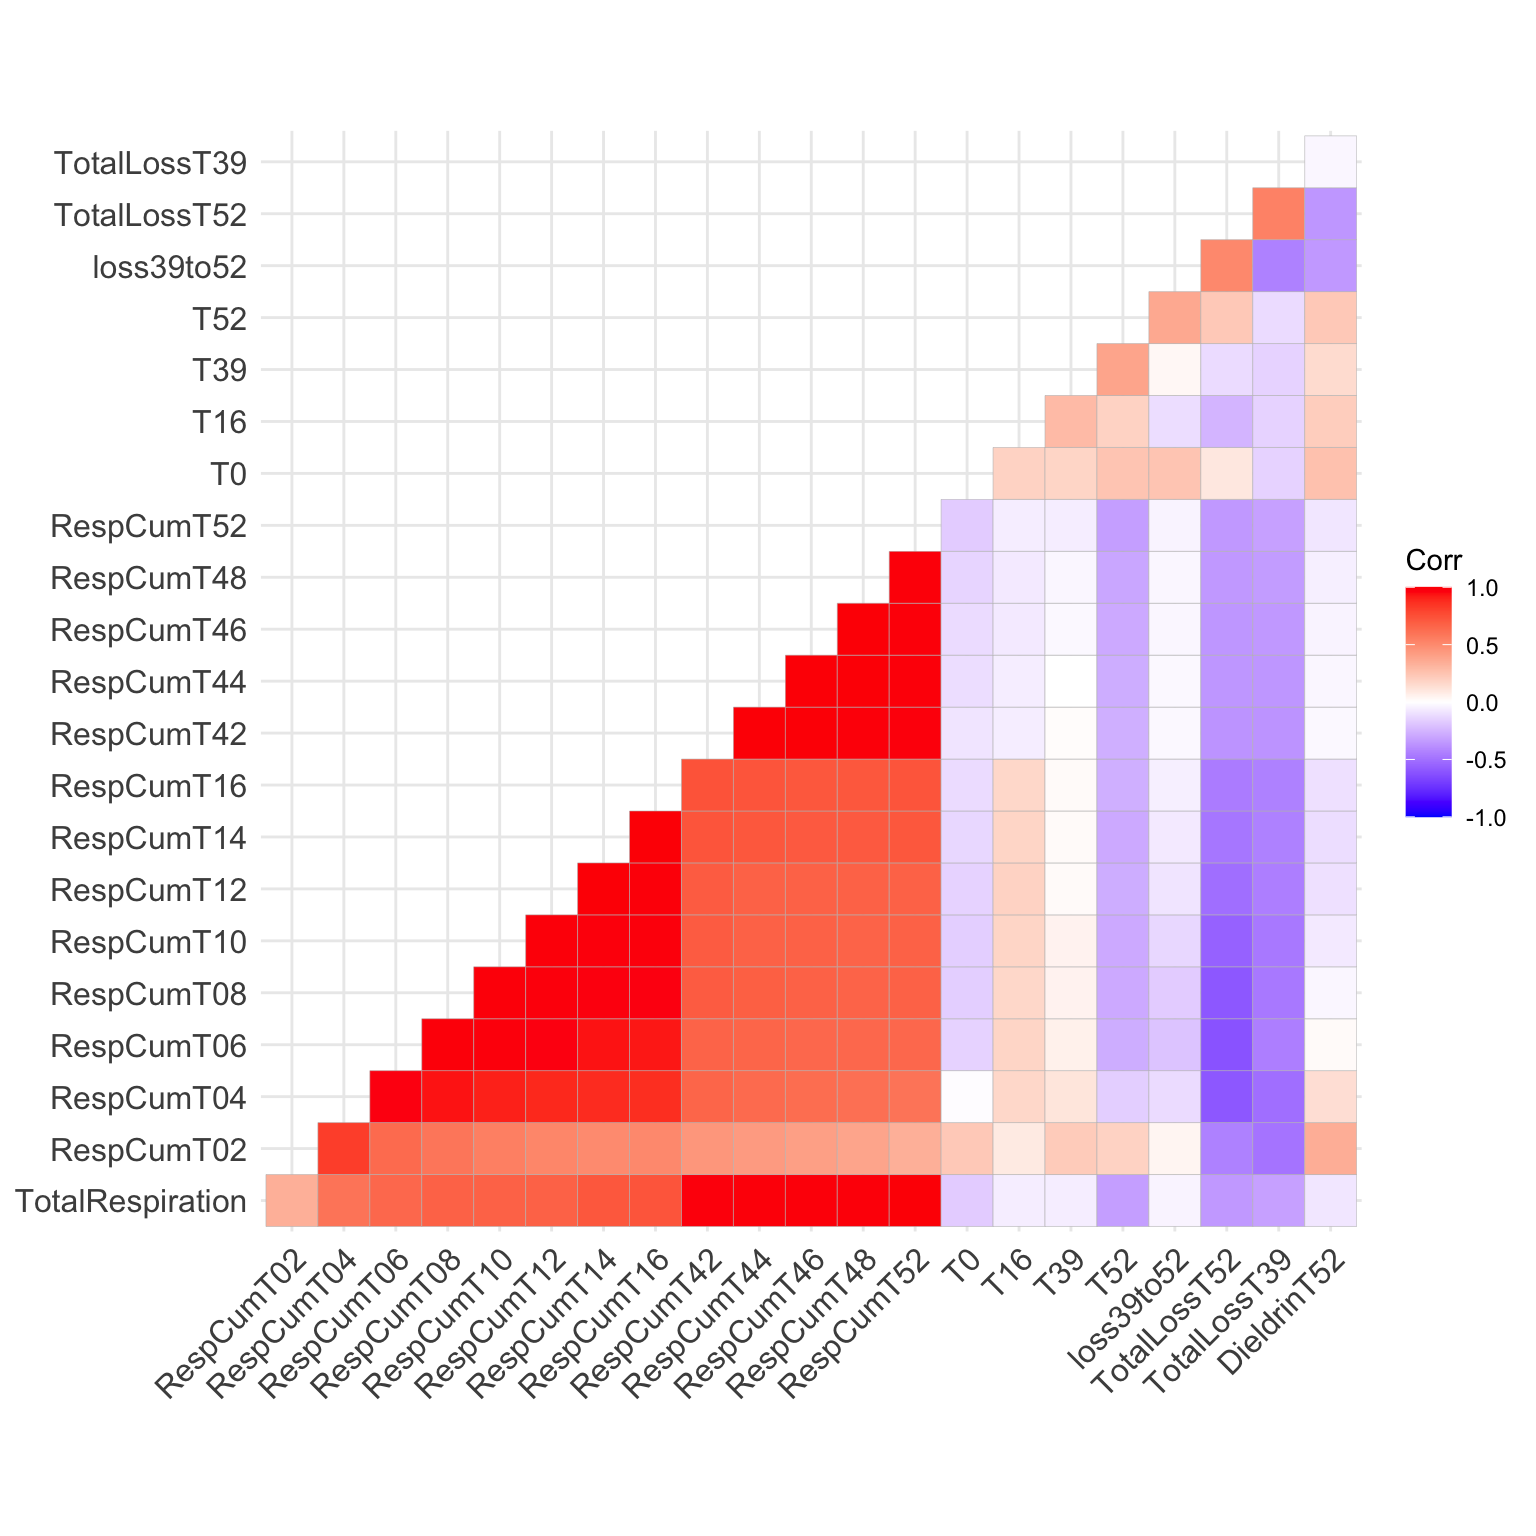 TotalLossT39
TotalLossT52
loss39to52
T52
T39
T16
T0
RespCumT52
RespCumT48
RespCumT46
RespCumT44
RespCumT42
RespCumT16
RespCumT14
RespCumT12
RespCumT10
RespCumT08
RespCumT06
RespCumT04
RespCumT02
TotalRespiration
RespCumT02
RespCumT04
RespCumT06
RespCumT08
RespCumT10
RespCumT12
RespCumT14
RespCumT16
RespCumT42
RespCumT44
RespCumT46
RespCumT48
RespCumT52
T0
T16
T39
T52
loss39to52
TotalLossT52
TotalLossT39
DieldrinT52
Corr
1.0
0.5
0.0
-0.5
-1.0